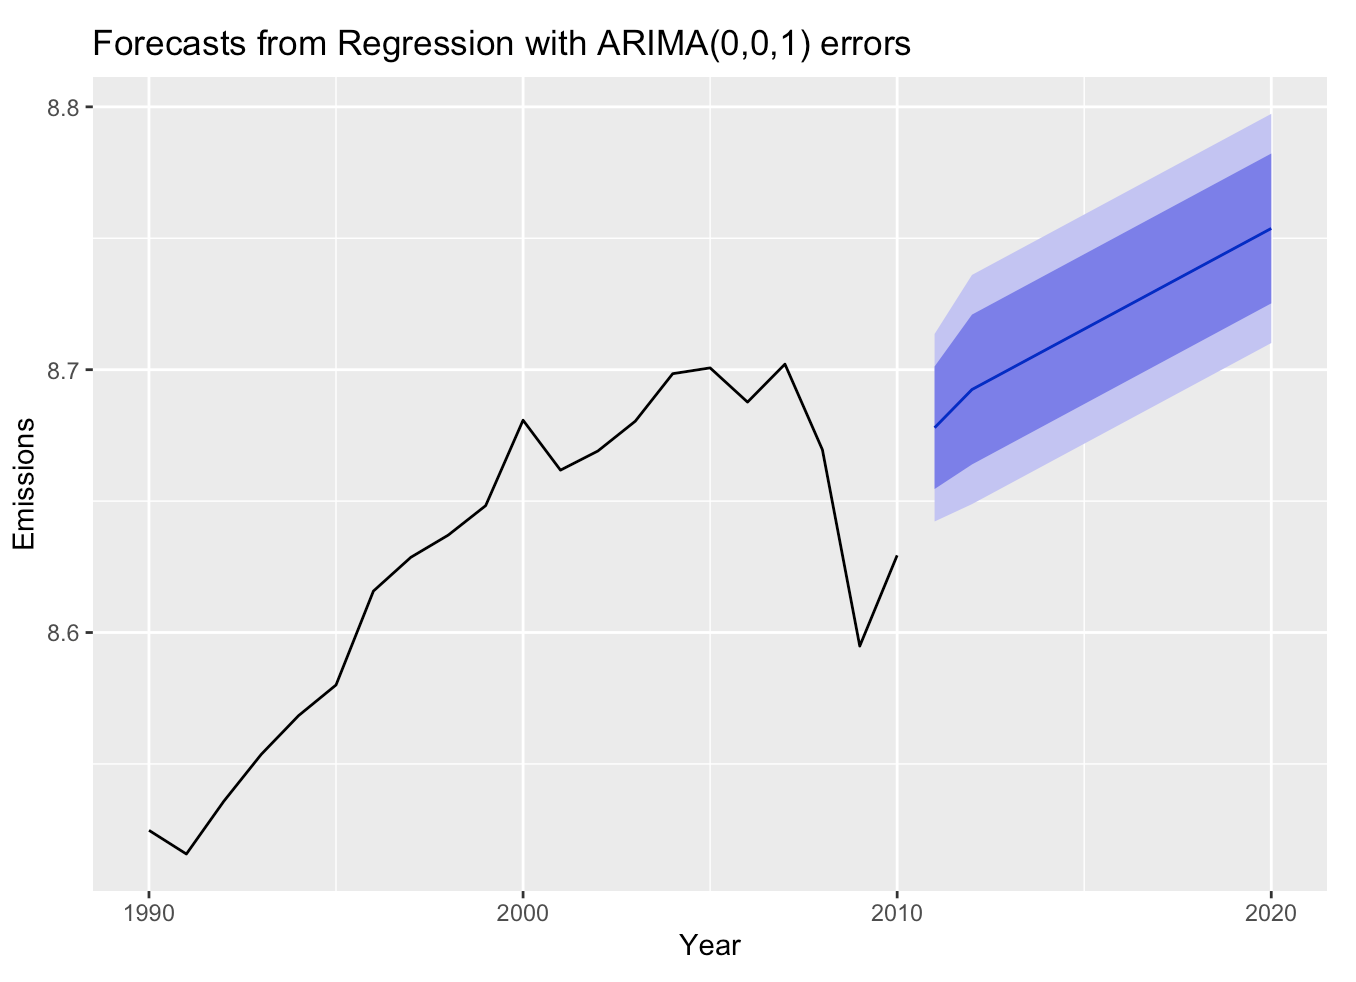 Forecasts from Regression with ARIMA(0,0,1) errors
8.8
8.7
8.6
Emissions
1990 2000 2010 2020
Year